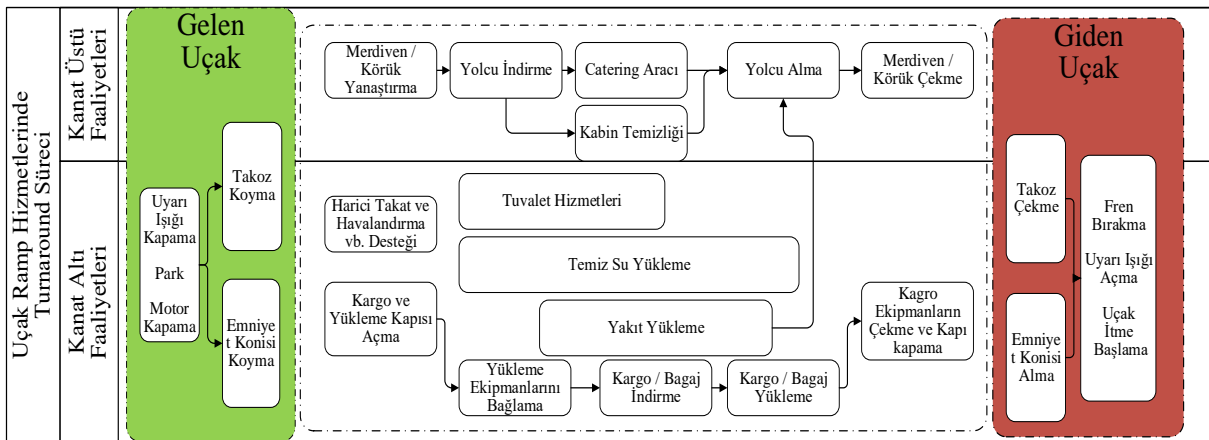 Uçak Ramp Hizmetlerinde
Turnaround Süreci
Kanat Üstü
Faaliyetleri
Kanat Altı
Faaliyetleri
Gelen
Uçak
Uyarı
Işığı
Kapama
Park
Motor
Kapama
Takoz
Koyma
Emniye
t Konisi
Koyma
Merdiven /
Körük
Yanaştırma
Yolcu İndirme
Catering Aracı
Kabin Temizliği
Yolcu Alma
Merdiven /
Körük Çekme
Harici Takat ve
Havalandırma
vb. Desteği
Tuvalet Hizmetleri
Temiz Su Yükleme
Yakıt Yükleme
Kargo ve
Yükleme Kapısı
Açma
Yükleme
Ekipmanlarını
Bağlama
Kargo / Bagaj
İndirme
Kargo / Bagaj
Yükleme
Kagro
Ekipmanların
Çekme ve Kapı
kapama
Giden
Uçak
Takoz
Çekme
Emniye
t Konisi
Alma
Fren
Bırakma
Uyarı Işığı
Açma
Uçak
İtme
Başlama